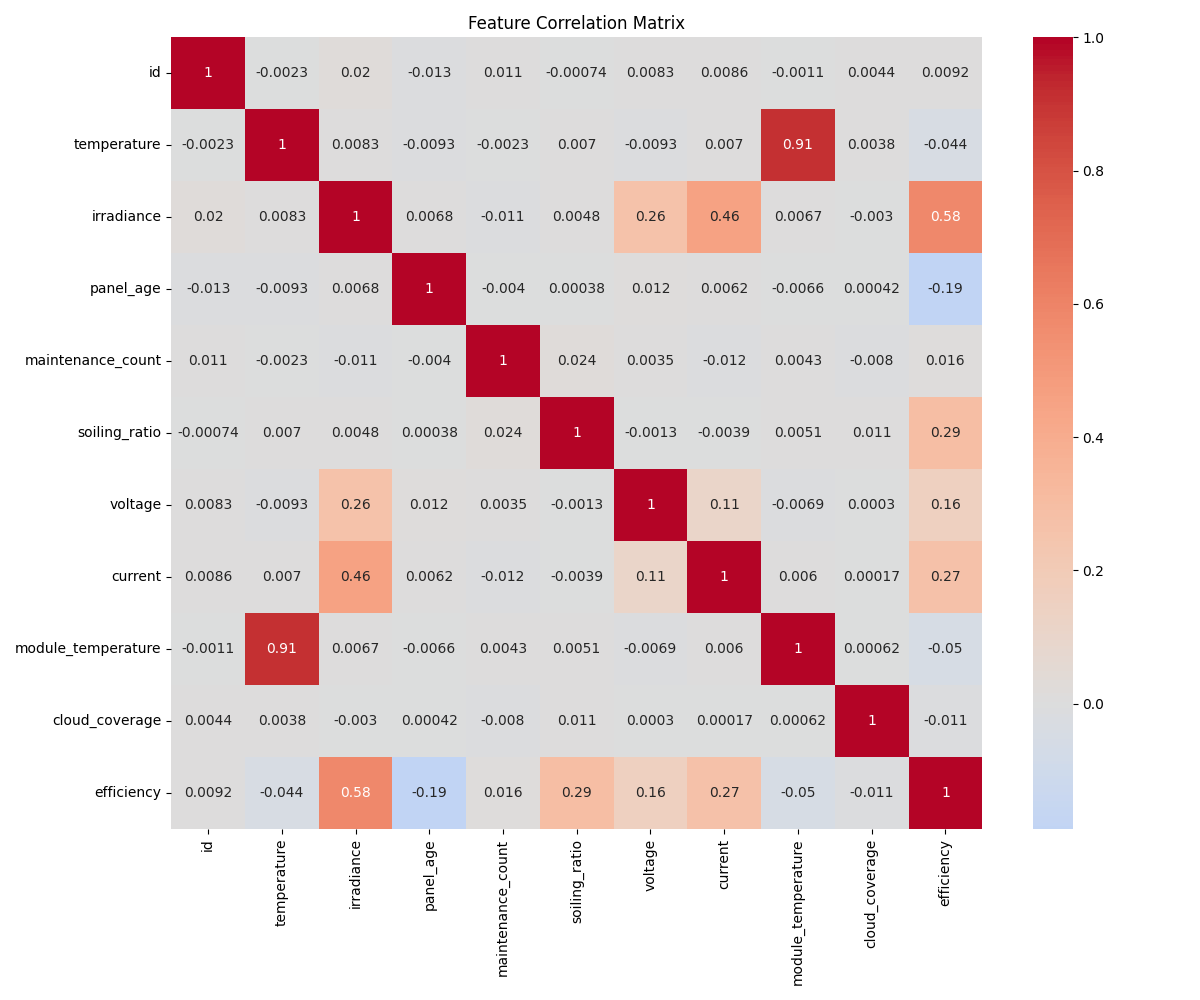 Feature Correlation Matrix
id 1 -0.0023 0.02 -0.013 0.011 -0.00074 0.0083 0.0086 -0.0011 0.0044 0.0092
temperature -0.0023 1 0.0083 -0.0093 -0.0023 0.007 -0.0093 0.007 0.91 0.0038 -0.044
irradiance 0.02 0.0083 1 0.0068 -0.011 0.0048 0.26 0.46 0.0067 -0.003 0.58
panel_age -0.013 -0.0093 0.0068 1 -0.004 0.00038 0.012 0.0062 -0.0066 0.00042 -0.19
maintenance_count 0.011 -0.0023 -0.011 -0.004 1 0.024 0.0035 -0.012 0.0043 -0.008 0.016
soiling_ratio -0.00074 0.007 0.0048 0.00038 0.024 1 -0.0013 -0.0039 0.0051 0.011 0.29
voltage 0.0083 -0.0093 0.26 0.012 0.0035 -0.0013 1 0.11 -0.0069 0.0003 0.16
current 0.0086 0.007 0.46 0.0062 -0.012 -0.0039 0.11 1 0.006 0.00017 0.27
module_temperature -0.0011 0.91 0.0067 -0.0066 0.0043 0.0051 -0.0069 0.006 1 0.00062 -0.05
cloud_coverage 0.0044 0.0038 -0.003 0.00042 -0.008 0.011 0.0003 0.00017 0.00062 1 -0.011
efficiency 0.0092 -0.044 0.58 -0.19 0.016 0.29 0.16 0.27 -0.05 -0.011 1
id
temperature
irradiance
panel_age
maintenance_count
soiling_ratio
voltage
current
module_temperature
cloud_coverage
efficiency
1.0
0.8
0.6
0.4
0.2
0.0